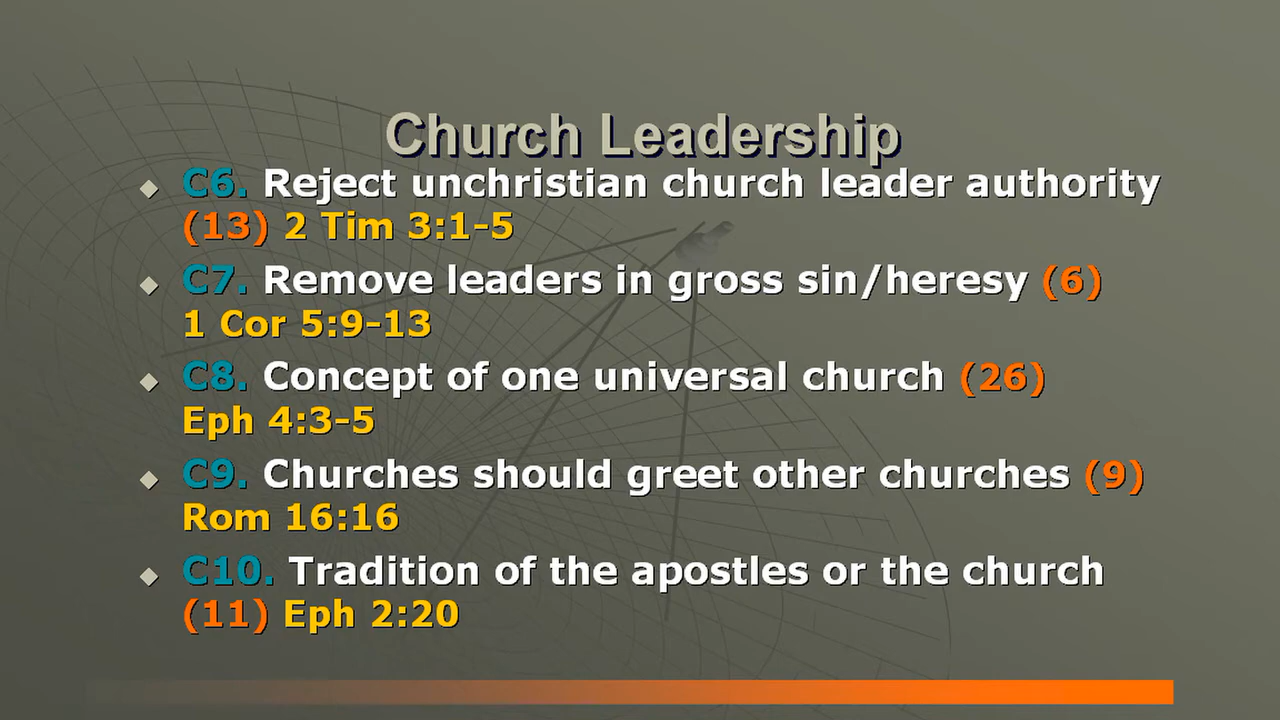 Church Leadership
C6. Reject unchristian church leader authority
(13) 2 Tim 3:1-5
C7. Remove leaders in gross sin/heresy (6)
1 Cor 5:9-13
C8. Concept of one universal church (26)
Eph 4:3-5
C9. Churches should greet other churches (9)
Rom 16:16
C10. Tradition of the apostles or the church
(11) Eph 2:20